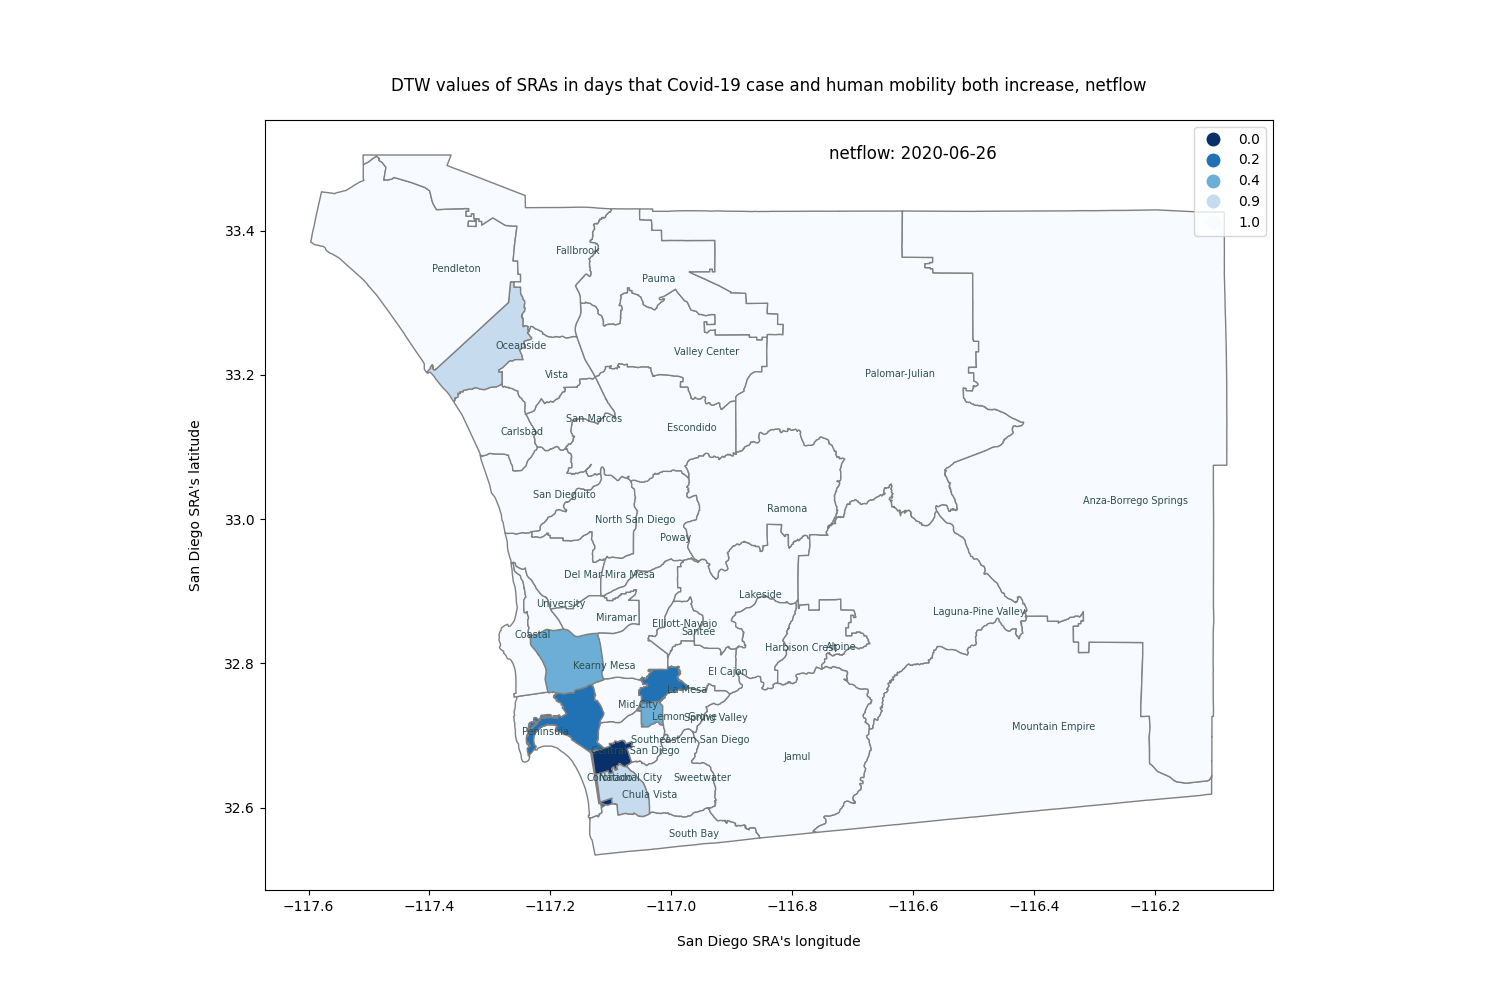 DTW values of SRAs in days that Covid-19 case and human mobility both increase, netflow
netflow: 2020-06-26
0.0
0.2
0.4
0.9
1.0
33.4
33.2
33.0
32.8
32.6
San Diego SRA's latitude
Fallbrook
Pendleton
Pauma
Oceanside
Valley Center
Vista
Palomar-Julian
San Marcos
Carlsbad
Escondido
San Dieguito
Anza-Borrego Springs
Ramona
North San Diego
Poway
Del Mar-Mira Mesa
Lakeside
University
Miramar
Laguna-Pine Valley
Elliott-Navajo
Santee
Coastal
Harbison Crest
Alpine
Kearny Mesa
El Cajon
La Mesa
Mid-City
Lemon Grove
Spring Valley
Mountain Empire
Peninsula
Southeastern San Diego
Central San Diego
Jamul
Coronado
National City
Sweetwater
Chula Vista
South Bay
−117.6
−117.4
−117.2
−117.0
−116.8
−116.6
−116.4
−116.2
San Diego SRA's longitude